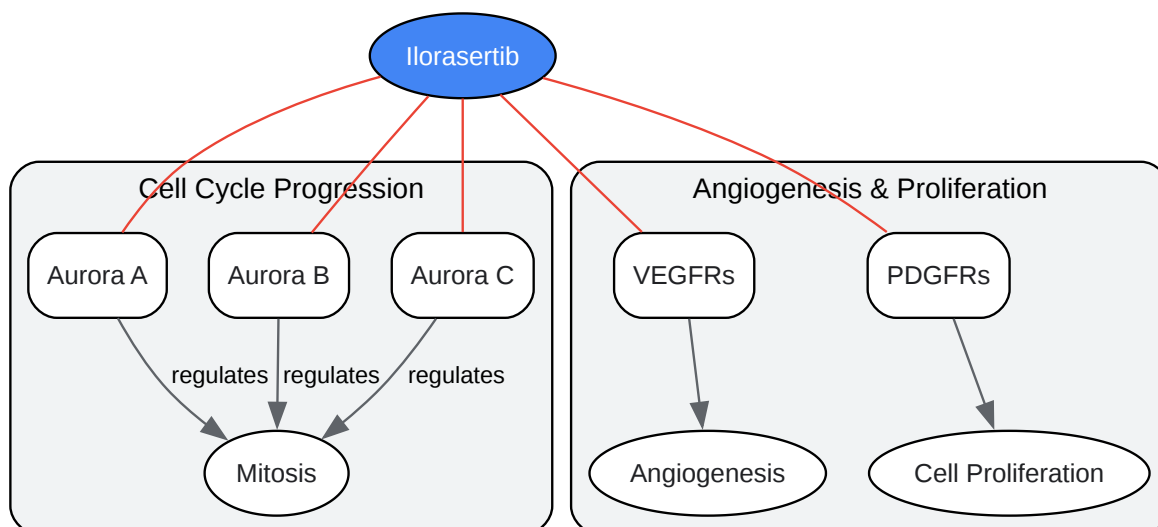 Ilorasertib
Cell Cycle Progression
Angiogenesis & Proliferation
Aurora A
Aurora B
Aurora C
VEGFRs
PDGFRs
regulates
regulates
regulates
Mitosis
Angiogenesis
Cell Proliferation